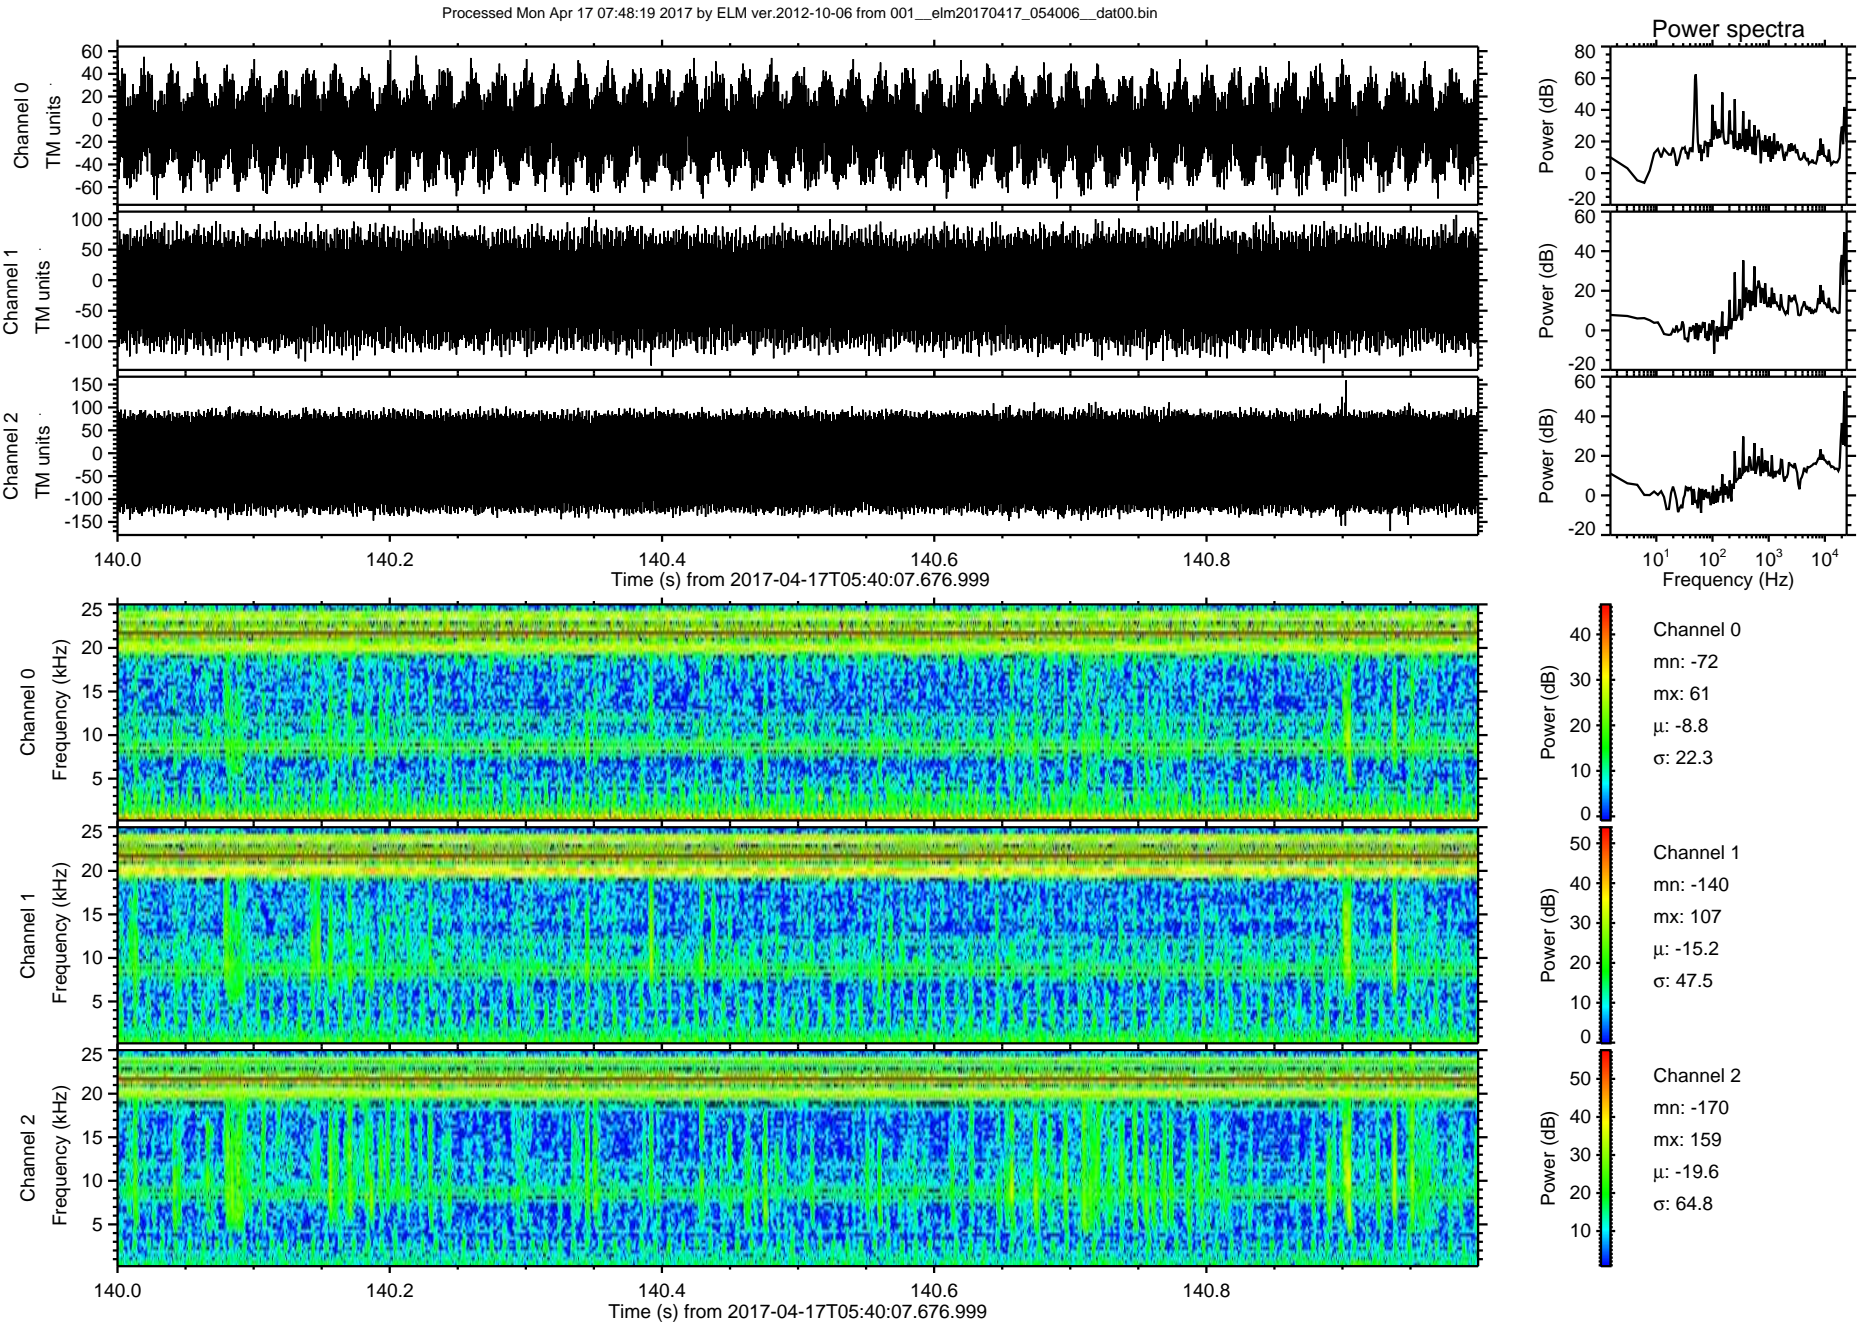 Processed Mon Apr 17 07:48:19 2017 by ELM ver.2012-10-06 from 001__elm20170417_054006__dat00.bin
Power spectra
Channel 0
TM units
60
40
20
0
-20
-40
-60
Power (dB)
80
60
40
20
0
-20
Channel 1
TM units
100
50
0
-50
-100
Power (dB)
60
40
20
0
-20
Channel 2
TM units
150
100
50
0
-50
-100
-150
Power (dB)
60
40
20
0
-20
140.0 140.2 140.4 140.6 140.8
Time (s) from 2017-04-17T05:40:07.676.999
10^1 10^2 10^3 10^4
Frequency (Hz)
Channel 0
Frequency (kHz)
25
20
15
10
5
Power (dB)
40
30
20
10
0
Channel 0
mn: -72
mx: 61
μ: -8.8
σ: 22.3
Channel 1
Frequency (kHz)
25
20
15
10
5
Power (dB)
50
40
30
20
10
0
Channel 1
mn: -140
mx: 107
μ: -15.2
σ: 47.5
Channel 2
Frequency (kHz)
25
20
15
10
5
Power (dB)
50
40
30
20
10
Channel 2
mn: -170
mx: 159
μ: -19.6
σ: 64.8
140.0 140.2 140.4 140.6 140.8
Time (s) from 2017-04-17T05:40:07.676.999